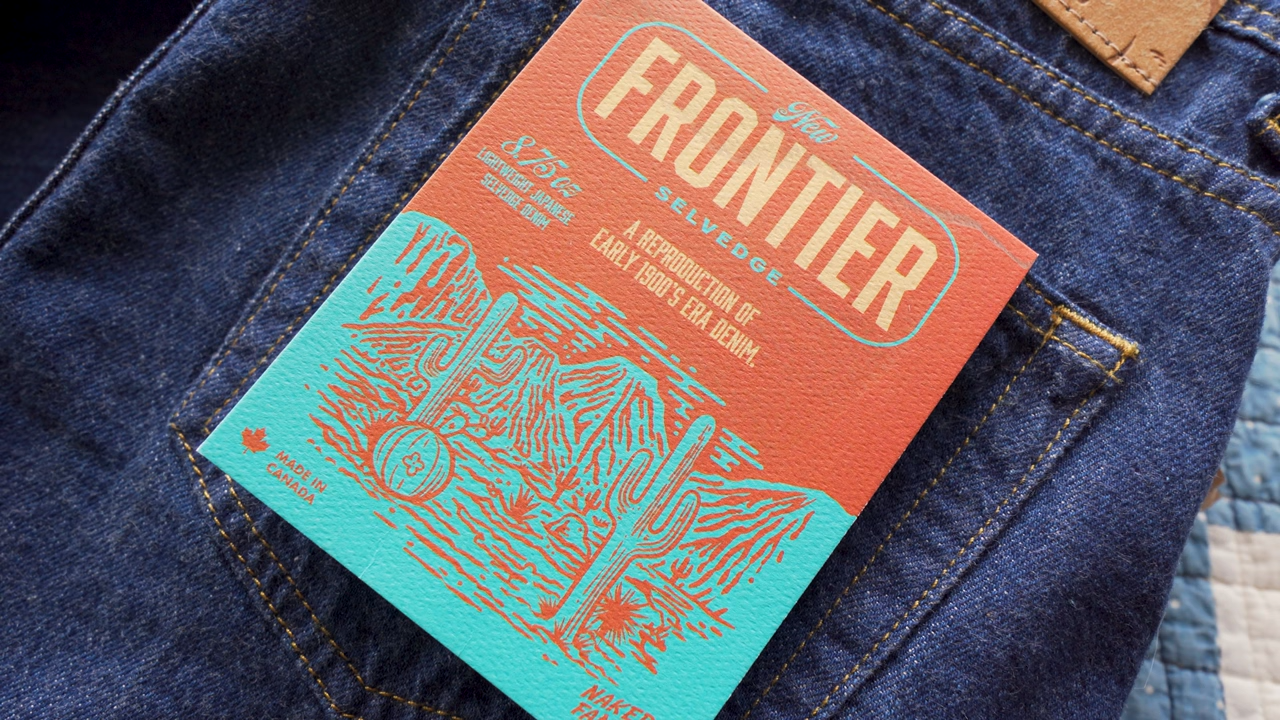 New
FRONTIER
SELVEDGE
8.75 oz
LIGHTWEIGHT JAPANESE
SELVEDGE DENIM
A REPRODUCTION OF
EARLY 1900'S ERA DENIM.
MADE IN
CANADA
NAKED